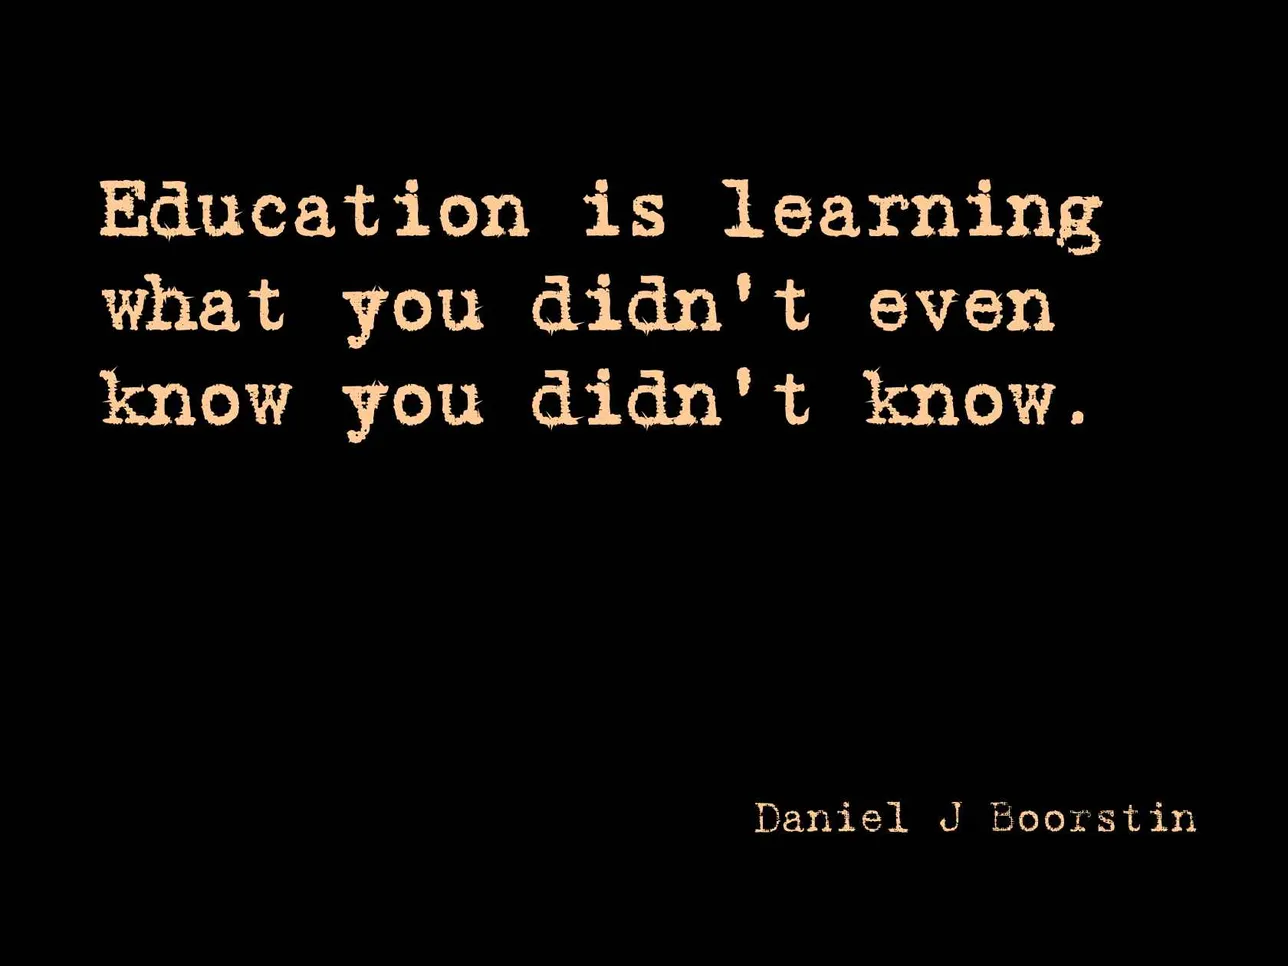 Education is learning
what you didn't even
know you didn't know.
Daniel J Boorstin